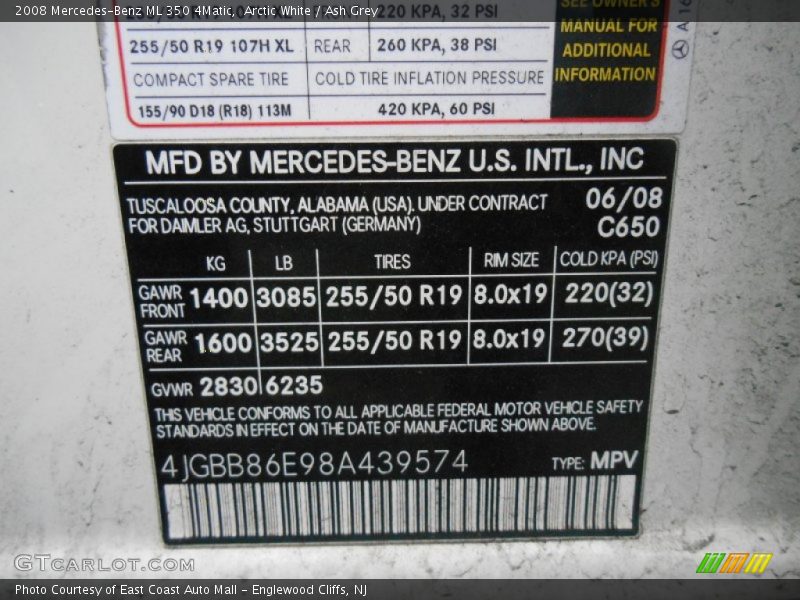 2008 Mercedes-Benz ML 350 4Matic, Arctic White / Ash Grey
220 KPA, 32 PSI
SEE OWNER'S
255/50 R19 107H XL REAR 260 KPA, 38 PSI
MANUAL FOR
ADDITIONAL
INFORMATION
COMPACT SPARE TIRE COLD TIRE INFLATION PRESSURE
155/90 D18 (R18) 113M 420 KPA, 60 PSI
MFD BY MERCEDES-BENZ U.S. INTL., INC
TUSCALOOSA COUNTY, ALABAMA (USA). UNDER CONTRACT 06/08
FOR DAIMLER AG, STUTTGART (GERMANY) C650
KG LB TIRES RIM SIZE COLD KPA (PSI)
GAWR FRONT 1400 3085 255/50 R19 8.0x19 220(32)
GAWR REAR 1600 3525 255/50 R19 8.0x19 270(39)
GVWR 2830 6235
THIS VEHICLE CONFORMS TO ALL APPLICABLE FEDERAL MOTOR VEHICLE SAFETY
STANDARDS IN EFFECT ON THE DATE OF MANUFACTURE SHOWN ABOVE.
4JGBB86E98A439574 TYPE: MPV
GTCARLOT.COM
Photo Courtesy of East Coast Auto Mall - Englewood Cliffs, NJ